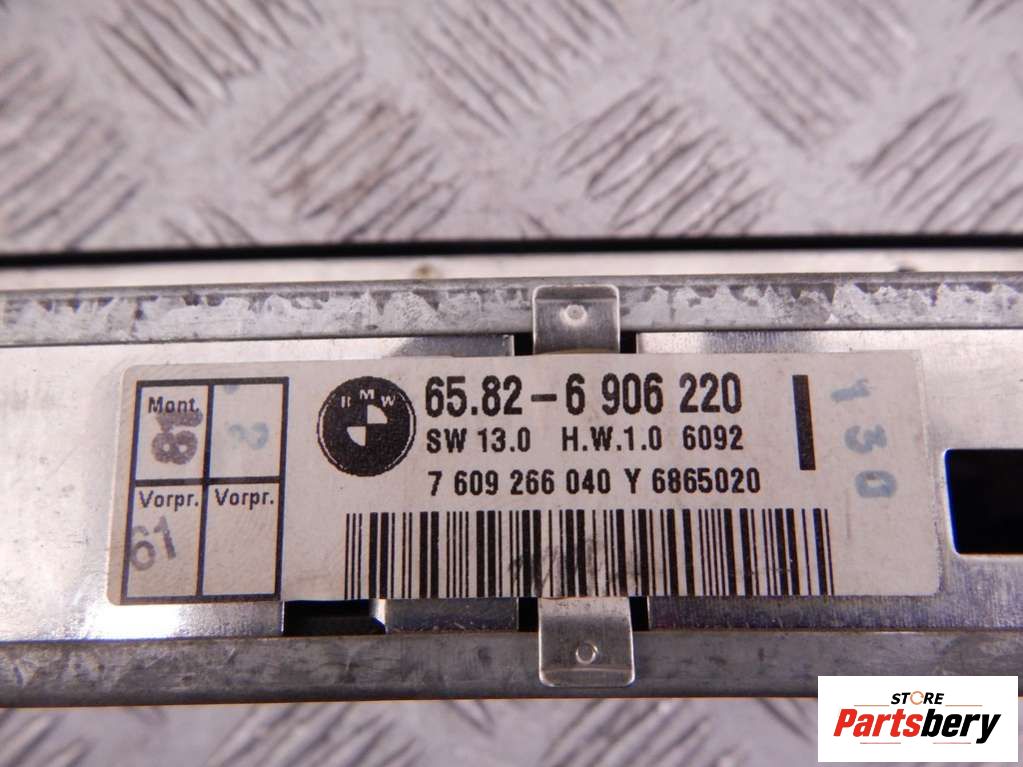 Mont.
81
Vorpr. Vorpr.
61
BMW
65.82-6 906 220
SW 13.0 H.W.1.0 6092
7 609 266 040 Y 6865020
130
STORE
Partsbery